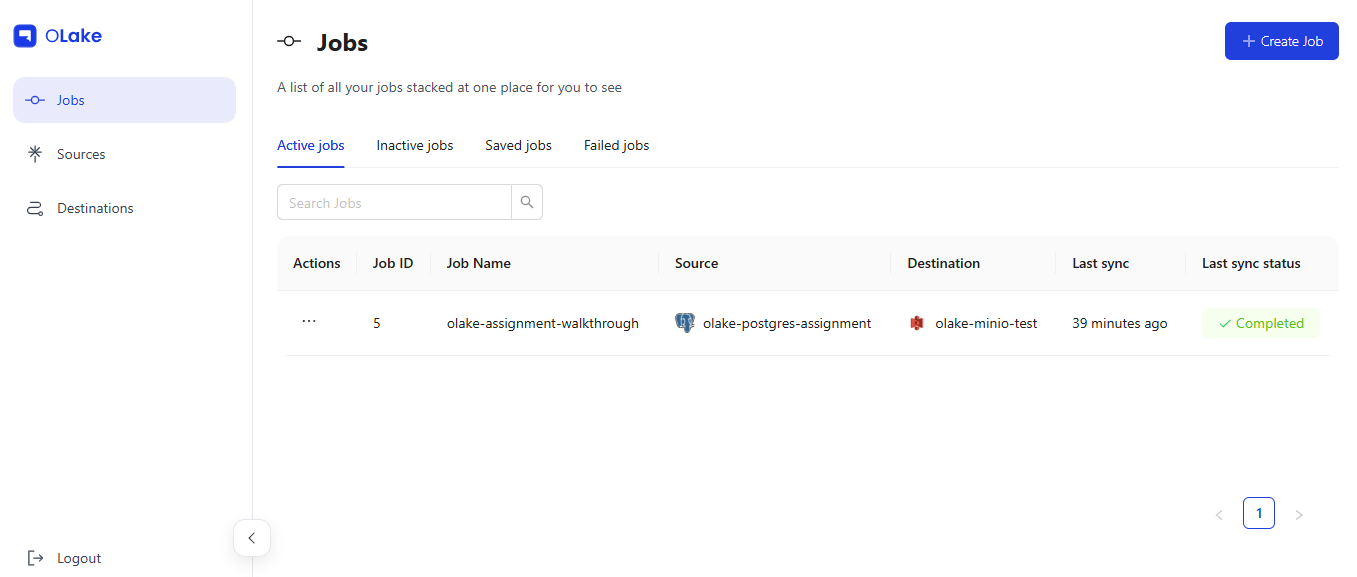 OLake
Jobs
Sources
Destinations
Logout
Jobs
Create Job
A list of all your jobs stacked at one place for you to see
Active jobs Inactive jobs Saved jobs Failed jobs
Search Jobs
Actions Job ID Job Name Source Destination Last sync Last sync status
... 5 olake-assignment-walkthrough olake-postgres-assignment olake-minio-test 39 minutes ago Completed
< 1 >